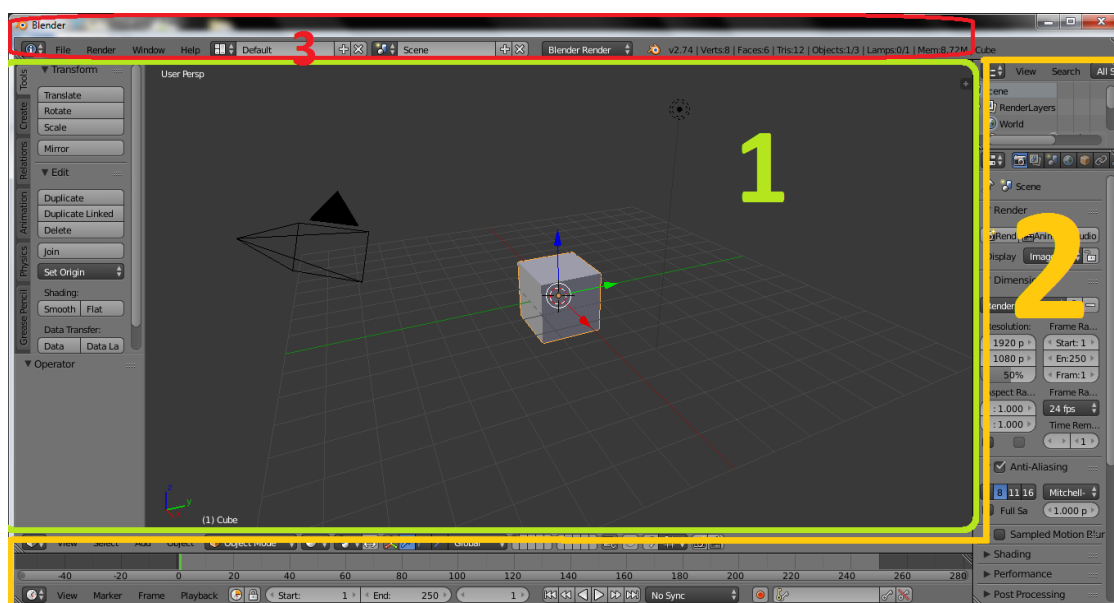 Blender
File Render Window Help Default Scene Blender Render v2.74 | Verts:8 | Faces:6 | Tris:12 | Objects:1/3 | Lamps:0/1 | Mem:8.72M Cube
3
Tools
Create
Relations
Animation
Physics
Grease Pencil
Transform
Translate
Rotate
Scale
Mirror
Edit
Duplicate
Duplicate Linked
Delete
Join
Set Origin
Shading:
Smooth Flat
Data Transfer:
Data Data La
Operator
User Persp
1
z
y
(1) Cube
View Search All S
RenderLayers
World
Scene
Render
2
Dimensi
Frame Ra...
1920 p Start: 1
1080 p En:250
50% Fram:1
Frame Ra...
: 1.000 24 fps
: 1.000 Time Rem...
1
Anti-Aliasing
8 11 16 Mitchell-
Full Sa 1.000 p
Sampled Motion Blur
Shading
Performance
Post Processing
View Select Add Object Object Mode Global
-40 -20 0 20 40 60 80 100 120 140 160 180 200 220 240 260 280
View Marker Frame Playback Start: 1 End: 250 1 No Sync